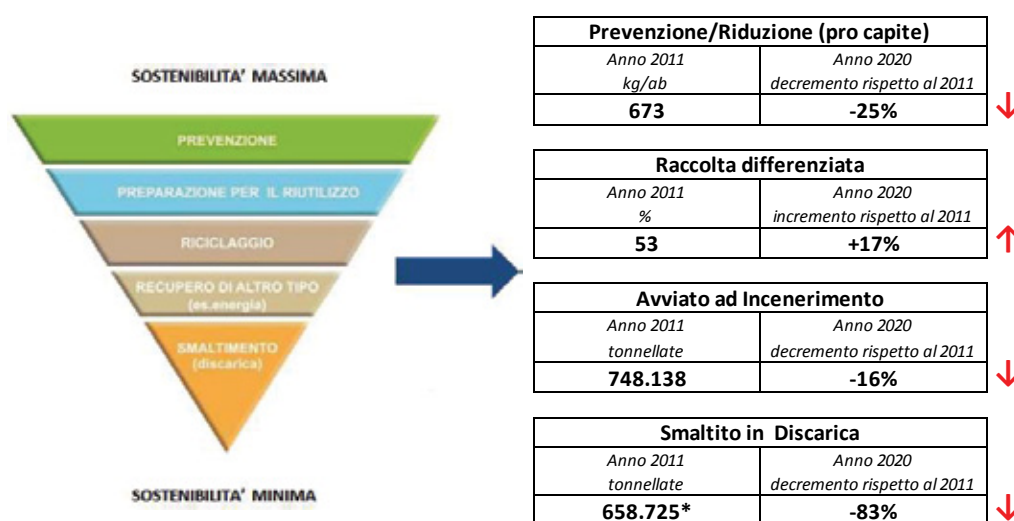 SOSTENIBILITA' MASSIMA
PREVENZIONE
PREPARAZIONE PER IL RIUTILIZZO
RICICLAGGIO
RECUPERO DI ALTRO TIPO
(es.energia)
SMALTIMENTO
(discarica)
SOSTENIBILITA' MINIMA
Prevenzione/Riduzione (pro capite)
Anno 2011 Anno 2020
kg/ab decremento rispetto al 2011
673 -25%
Raccolta differenziata
Anno 2011 Anno 2020
% incremento rispetto al 2011
53 +17%
Avviato ad Incenerimento
Anno 2011 Anno 2020
tonnellate decremento rispetto al 2011
748.138 -16%
Smaltito in Discarica
Anno 2011 Anno 2020
tonnellate decremento rispetto al 2011
658.725* -83%